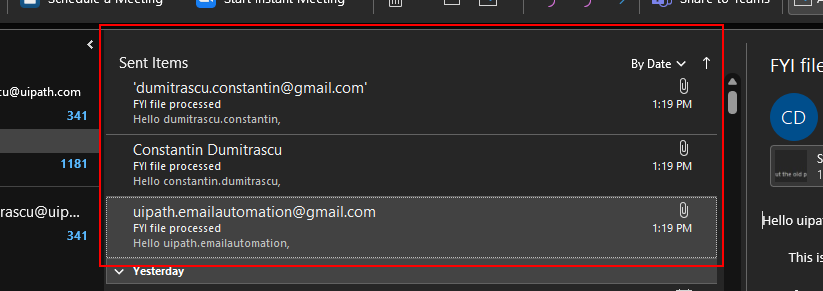 Schedule a Meeting
Start Instant Meeting
Share to Teams
Sent Items
By Date
FYI file
cu@uipath.com
341
1181
rascu@uip...
341
'dumitrascu.constantin@gmail.com'
FYI file processed
1:19 PM
Hello dumitrascu.constantin,
Constantin Dumitrascu
FYI file processed
1:19 PM
Hello constantin.dumitrascu,
uipath.emailautomation@gmail.com
FYI file processed
1:19 PM
Hello uipath.emailautomation,
Yesterday
CD
S
1
ut the old p
Hello uipa
This is